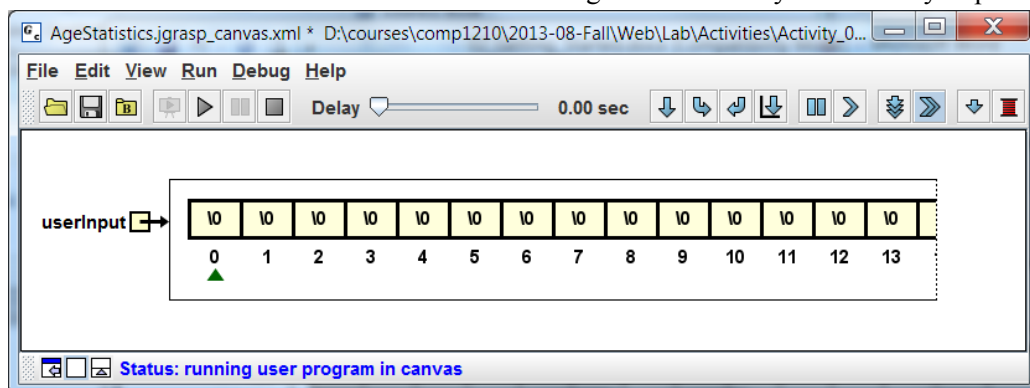 AgeStatistics.jgrasp_canvas.xml * D:\courses\comp1210\2013-08-Fall\Web\Lab\Activities\Activity_0...
File Edit View Run Debug Help
Delay 0.00 sec
userInput \0 \0 \0 \0 \0 \0 \0 \0 \0 \0 \0 \0 \0 \0
0 1 2 3 4 5 6 7 8 9 10 11 12 13
Status: running user program in canvas